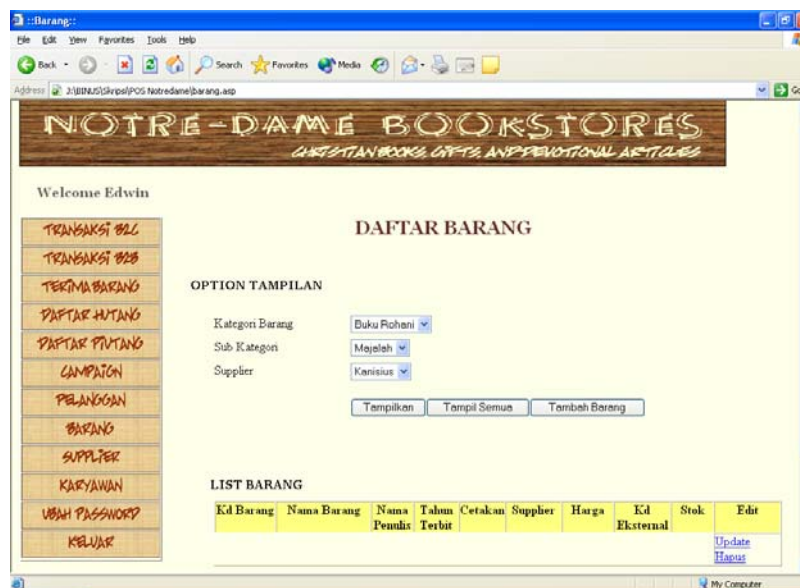 ::Barang::
File Edit View Favorites Tools Help
Back Search Favorites Media
Address J:\BINUS\Skripsi\POS Notredame\barang.asp Go
NOTRE-DAME BOOKSTORES
CHRISTIAN BOOKS, GIFTS, AND DEVOTIONAL ARTICLES
Welcome Edwin
DAFTAR BARANG
TRANSAKSI B2C
TRANSAKSI B2B
TERIMA BARANG
DAFTAR HUTANG
DAFTAR PIUTANG
CAMPAIGN
PELANGGAN
BARANG
SUPPLIER
KARYAWAN
UBAH PASSWORD
KELUAR
OPTION TAMPILAN
Kategori Barang Buku Rohani
Sub Kategori Majalah
Supplier Kanisius
Tampilkan Tampil Semua Tambah Barang
LIST BARANG
Kd Barang Nama Barang Nama Penulis Tahun Terbit Cetakan Supplier Harga Kd Eksternal Stok Edit
Update
Hapus
My Computer